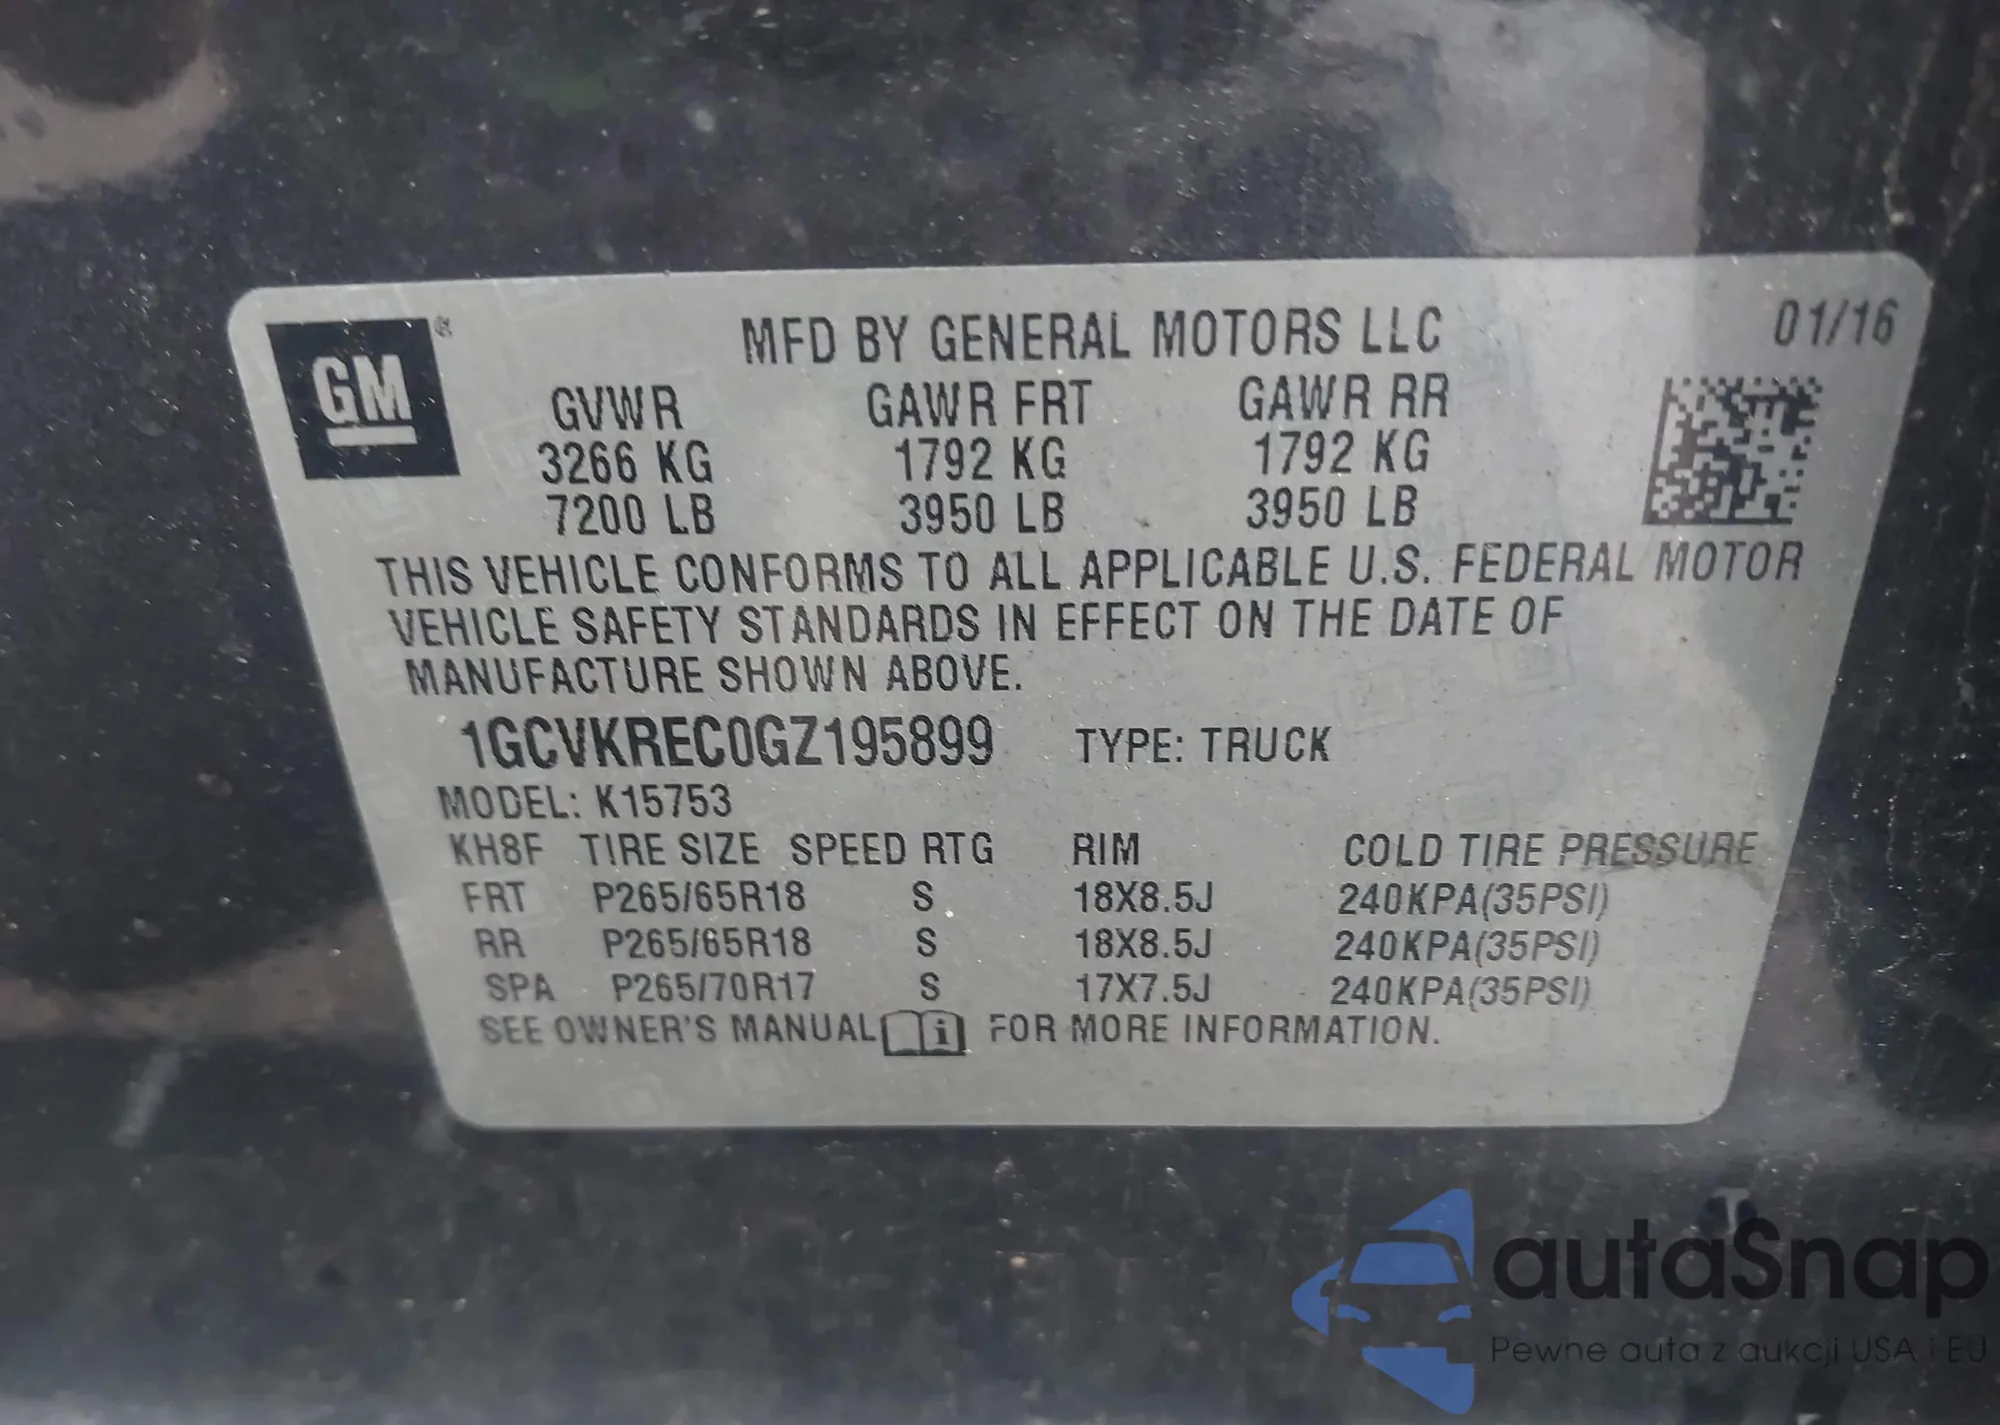 GM ®
MFD BY GENERAL MOTORS LLC 01/16
GVWR GAWR FRT GAWR RR
3266 KG 1792 KG 1792 KG
7200 LB 3950 LB 3950 LB
THIS VEHICLE CONFORMS TO ALL APPLICABLE U.S. FEDERAL MOTOR
VEHICLE SAFETY STANDARDS IN EFFECT ON THE DATE OF
MANUFACTURE SHOWN ABOVE.
1GCVKREC0GZ195899 TYPE: TRUCK
MODEL: K15753
KH8F TIRE SIZE SPEED RTG RIM COLD TIRE PRESSURE
FRT P265/65R18 S 18X8.5J 240KPA(35PSI)
RR P265/65R18 S 18X8.5J 240KPA(35PSI)
SPA P265/70R17 S 17X7.5J 240KPA(35PSI)
SEE OWNER'S MANUAL i FOR MORE INFORMATION.
autaSnap
Pewne auta z aukcji USA i EU